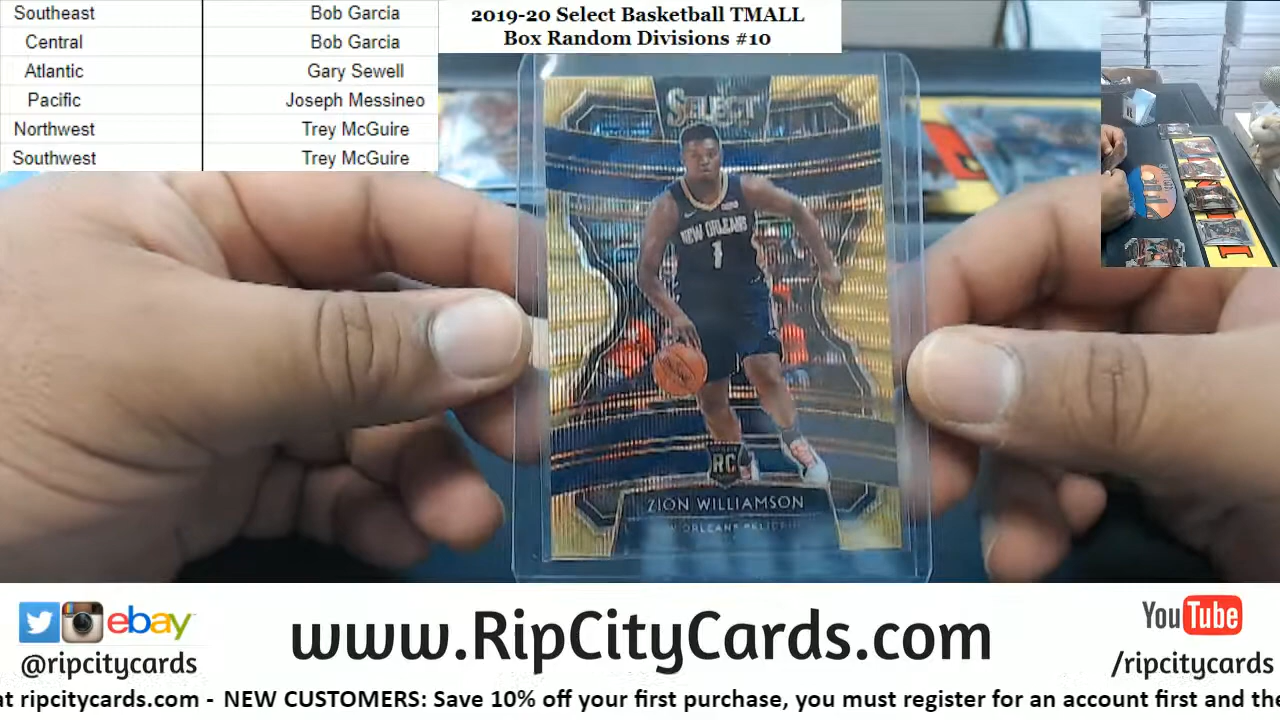 Southeast Bob Garcia
Central Bob Garcia
Atlantic Gary Sewell
Pacific Joseph Messineo
Northwest Trey McGuire
Southwest Trey McGuire
2019-20 Select Basketball TMALL
Box Random Divisions #10
SELECT
NEW ORLEANS
1
RC
ZION WILLIAMSON
ebay
@ripcitycards
www.RipCityCards.com
YouTube
/ripcitycards
at ripcitycards.com - NEW CUSTOMERS: Save 10% off your first purchase, you must register for an account first and the